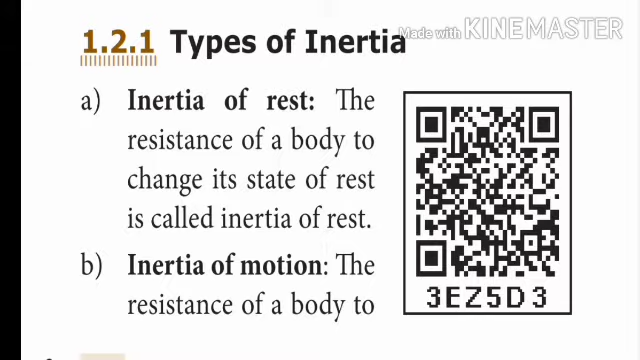 Made with KINEMASTER
1.2.1 Types of Inertia
a) Inertia of rest: The
resistance of a body to
change its state of rest
is called inertia of rest.
b) Inertia of motion: The
resistance of a body to
3EZ5D3